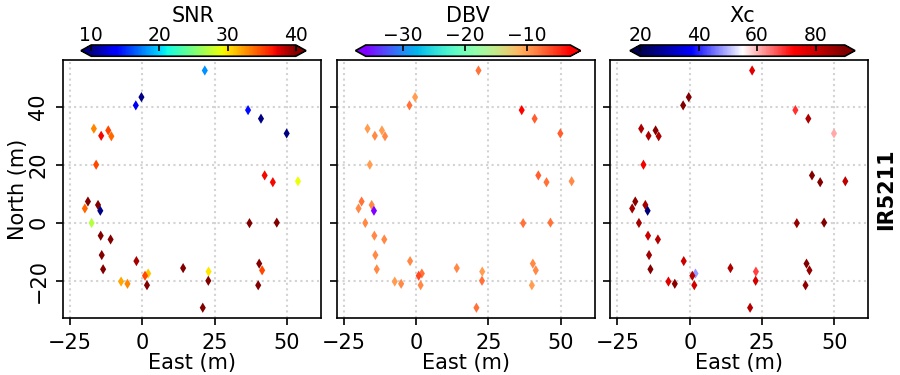 SNR DBV Xc
10 20 30 40 −30 −20 −10 20 40 60 80
North (m)
40
20
0
−20
IR5211
−25 0 25 50 −25 0 25 50 −25 0 25 50
East (m) East (m) East (m)